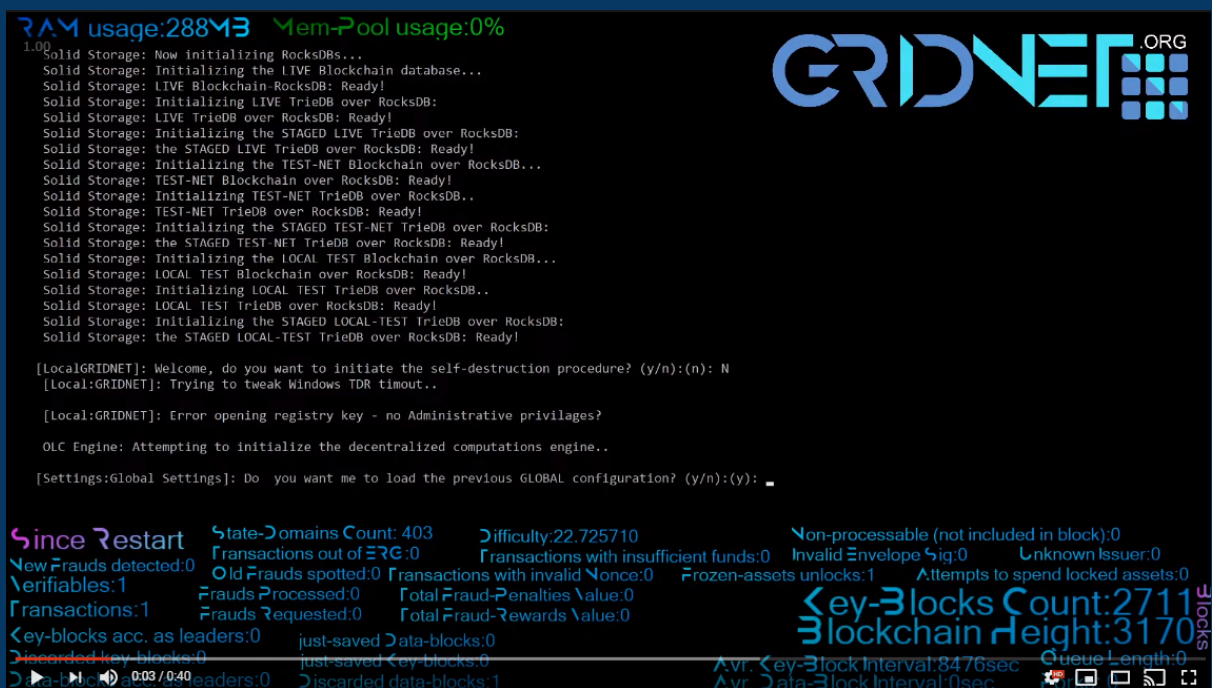 RAM usage:288MB Mem-Pool usage:0%
1.00
GRIDNET .ORG
Solid Storage: Now initializing RocksDBs...
Solid Storage: Initializing the LIVE Blockchain database...
Solid Storage: LIVE Blockchain-RocksDB: Ready!
Solid Storage: Initializing LIVE TrieDB over RocksDB:
Solid Storage: LIVE TrieDB over RocksDB: Ready!
Solid Storage: Initializing the STAGED LIVE TrieDB over RocksDB:
Solid Storage: the STAGED LIVE TrieDB over RocksDB: Ready!
Solid Storage: Initializing the TEST-NET Blockchain over RocksDB...
Solid Storage: TEST-NET Blockchain over RocksDB: Ready!
Solid Storage: Initializing TEST-NET TrieDB over RocksDB..
Solid Storage: TEST-NET TrieDB over RocksDB: Ready!
Solid Storage: Initializing the STAGED TEST-NET TrieDB over RocksDB:
Solid Storage: the STAGED TEST-NET TrieDB over RocksDB: Ready!
Solid Storage: Initializing the LOCAL TEST Blockchain over RocksDB...
Solid Storage: LOCAL TEST Blockchain over RocksDB: Ready!
Solid Storage: Initializing LOCAL TEST TrieDB over RocksDB..
Solid Storage: LOCAL TEST TrieDB over RocksDB: Ready!
Solid Storage: Initializing the STAGED LOCAL-TEST TrieDB over RocksDB:
Solid Storage: the STAGED LOCAL-TEST TrieDB over RocksDB: Ready!
[LocalGRIDNET]: Welcome, do you want to initiate the self-destruction procedure? (y/n):(n): N
[Local:GRIDNET]: Trying to tweak Windows TDR timout..
[Local:GRIDNET]: Error opening registry key - no Administrative privilages?
OLC Engine: Attempting to initialize the decentralized computations engine..
[Settings:Global Settings]: Do  you want me to load the previous GLOBAL configuration? (y/n):(y):
Since Restart
State-Domains Count: 403
Difficulty:22.725710
Non-processable (not included in block):0
Transactions out of ERG:0
Transactions with insufficient funds:0
Invalid Envelope Sig:0
Unknown Issuer:0
New Frauds detected:0
Old Frauds spotted:0
Transactions with invalid Nonce:0
Frozen-assets unlocks:1
Attempts to spend locked assets:0
Verifiables:1
Frauds Processed:0
Total Fraud-Penalties Value:0
Key-Blocks Count:2711
Transactions:1
Frauds Requested:0
Total Fraud-Rewards Value:0
Blockchain Height:3170
Blocks
Key-blocks acc. as leaders:0
just-saved Data-blocks:0
Discarded key-blocks:0
just-saved Key-blocks:0
Avr. Key-Block Interval:8476sec
Queue Length:0
Data-blocks acc. as leaders:0
Discarded data-blocks:1
Avr. Data-Block Interval:0sec
0:03 / 0:40
HD